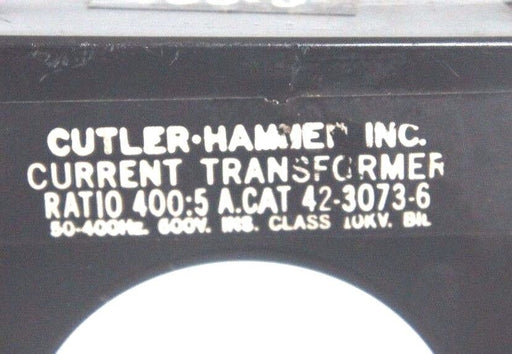 CUTLER-HAMMER INC.
CURRENT TRANSFORMER
RATIO 400:5 A.CAT 42-3073-6
50-400Hz. 600V. INS. CLASS 10KV. BIL